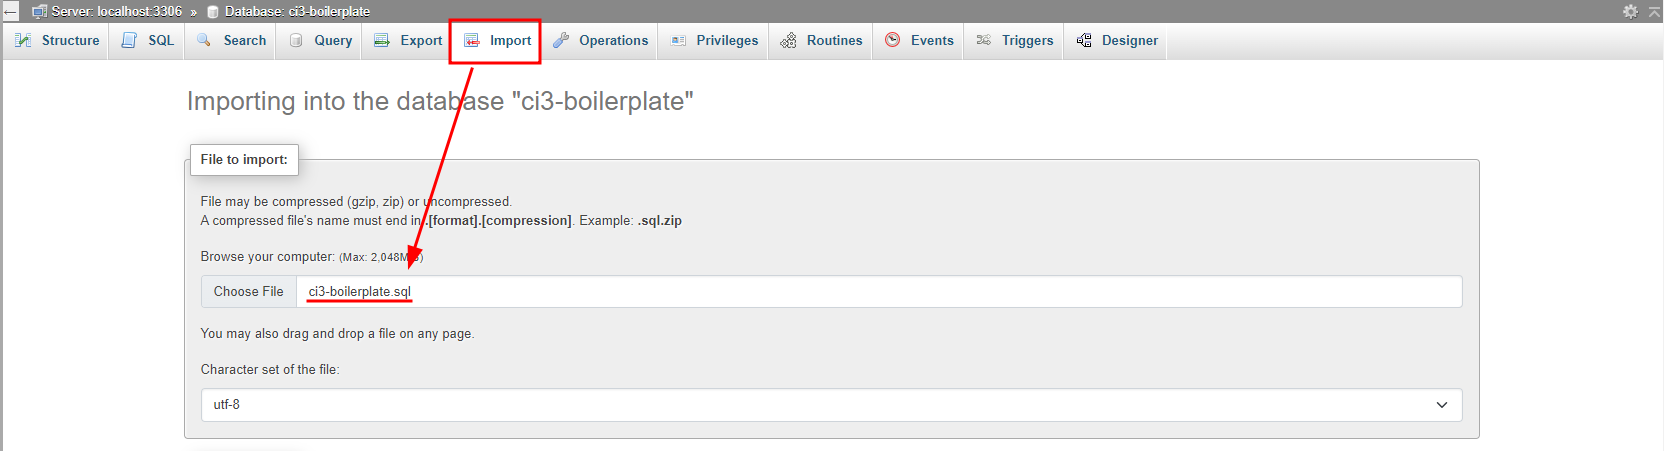 ← Server: localhost:3306 » Database: ci3-boilerplate
Structure SQL Search Query Export Import Operations Privileges Routines Events Triggers Designer
Importing into the database "ci3-boilerplate"
File to import:
File may be compressed (gzip, zip) or uncompressed.
A compressed file's name must end in .[format].[compression]. Example: .sql.zip
Browse your computer: (Max: 2,048MiB)
Choose File ci3-boilerplate.sql
You may also drag and drop a file on any page.
Character set of the file:
utf-8